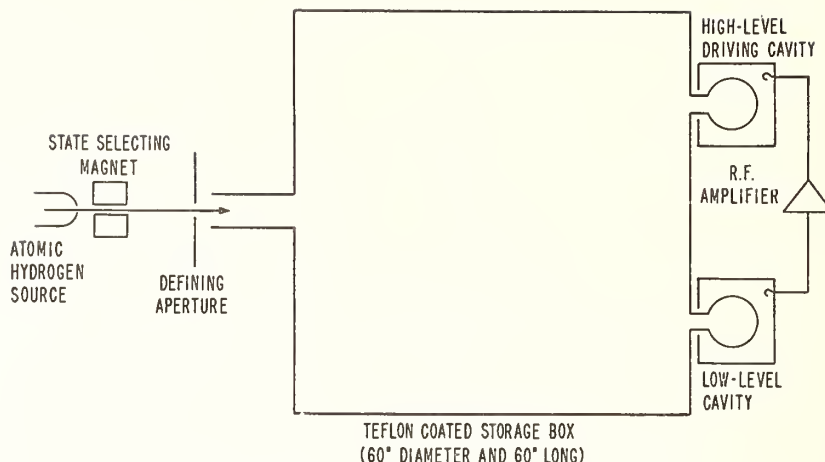 HIGH-LEVEL
DRIVING CAVITY
STATE SELECTING
MAGNET
R.F.
AMPLIFIER
ATOMIC
HYDROGEN
SOURCE
DEFINING
APERTURE
LOW-LEVEL
CAVITY
TEFLON COATED STORAGE BOX
(60" DIAMETER AND 60" LONG)